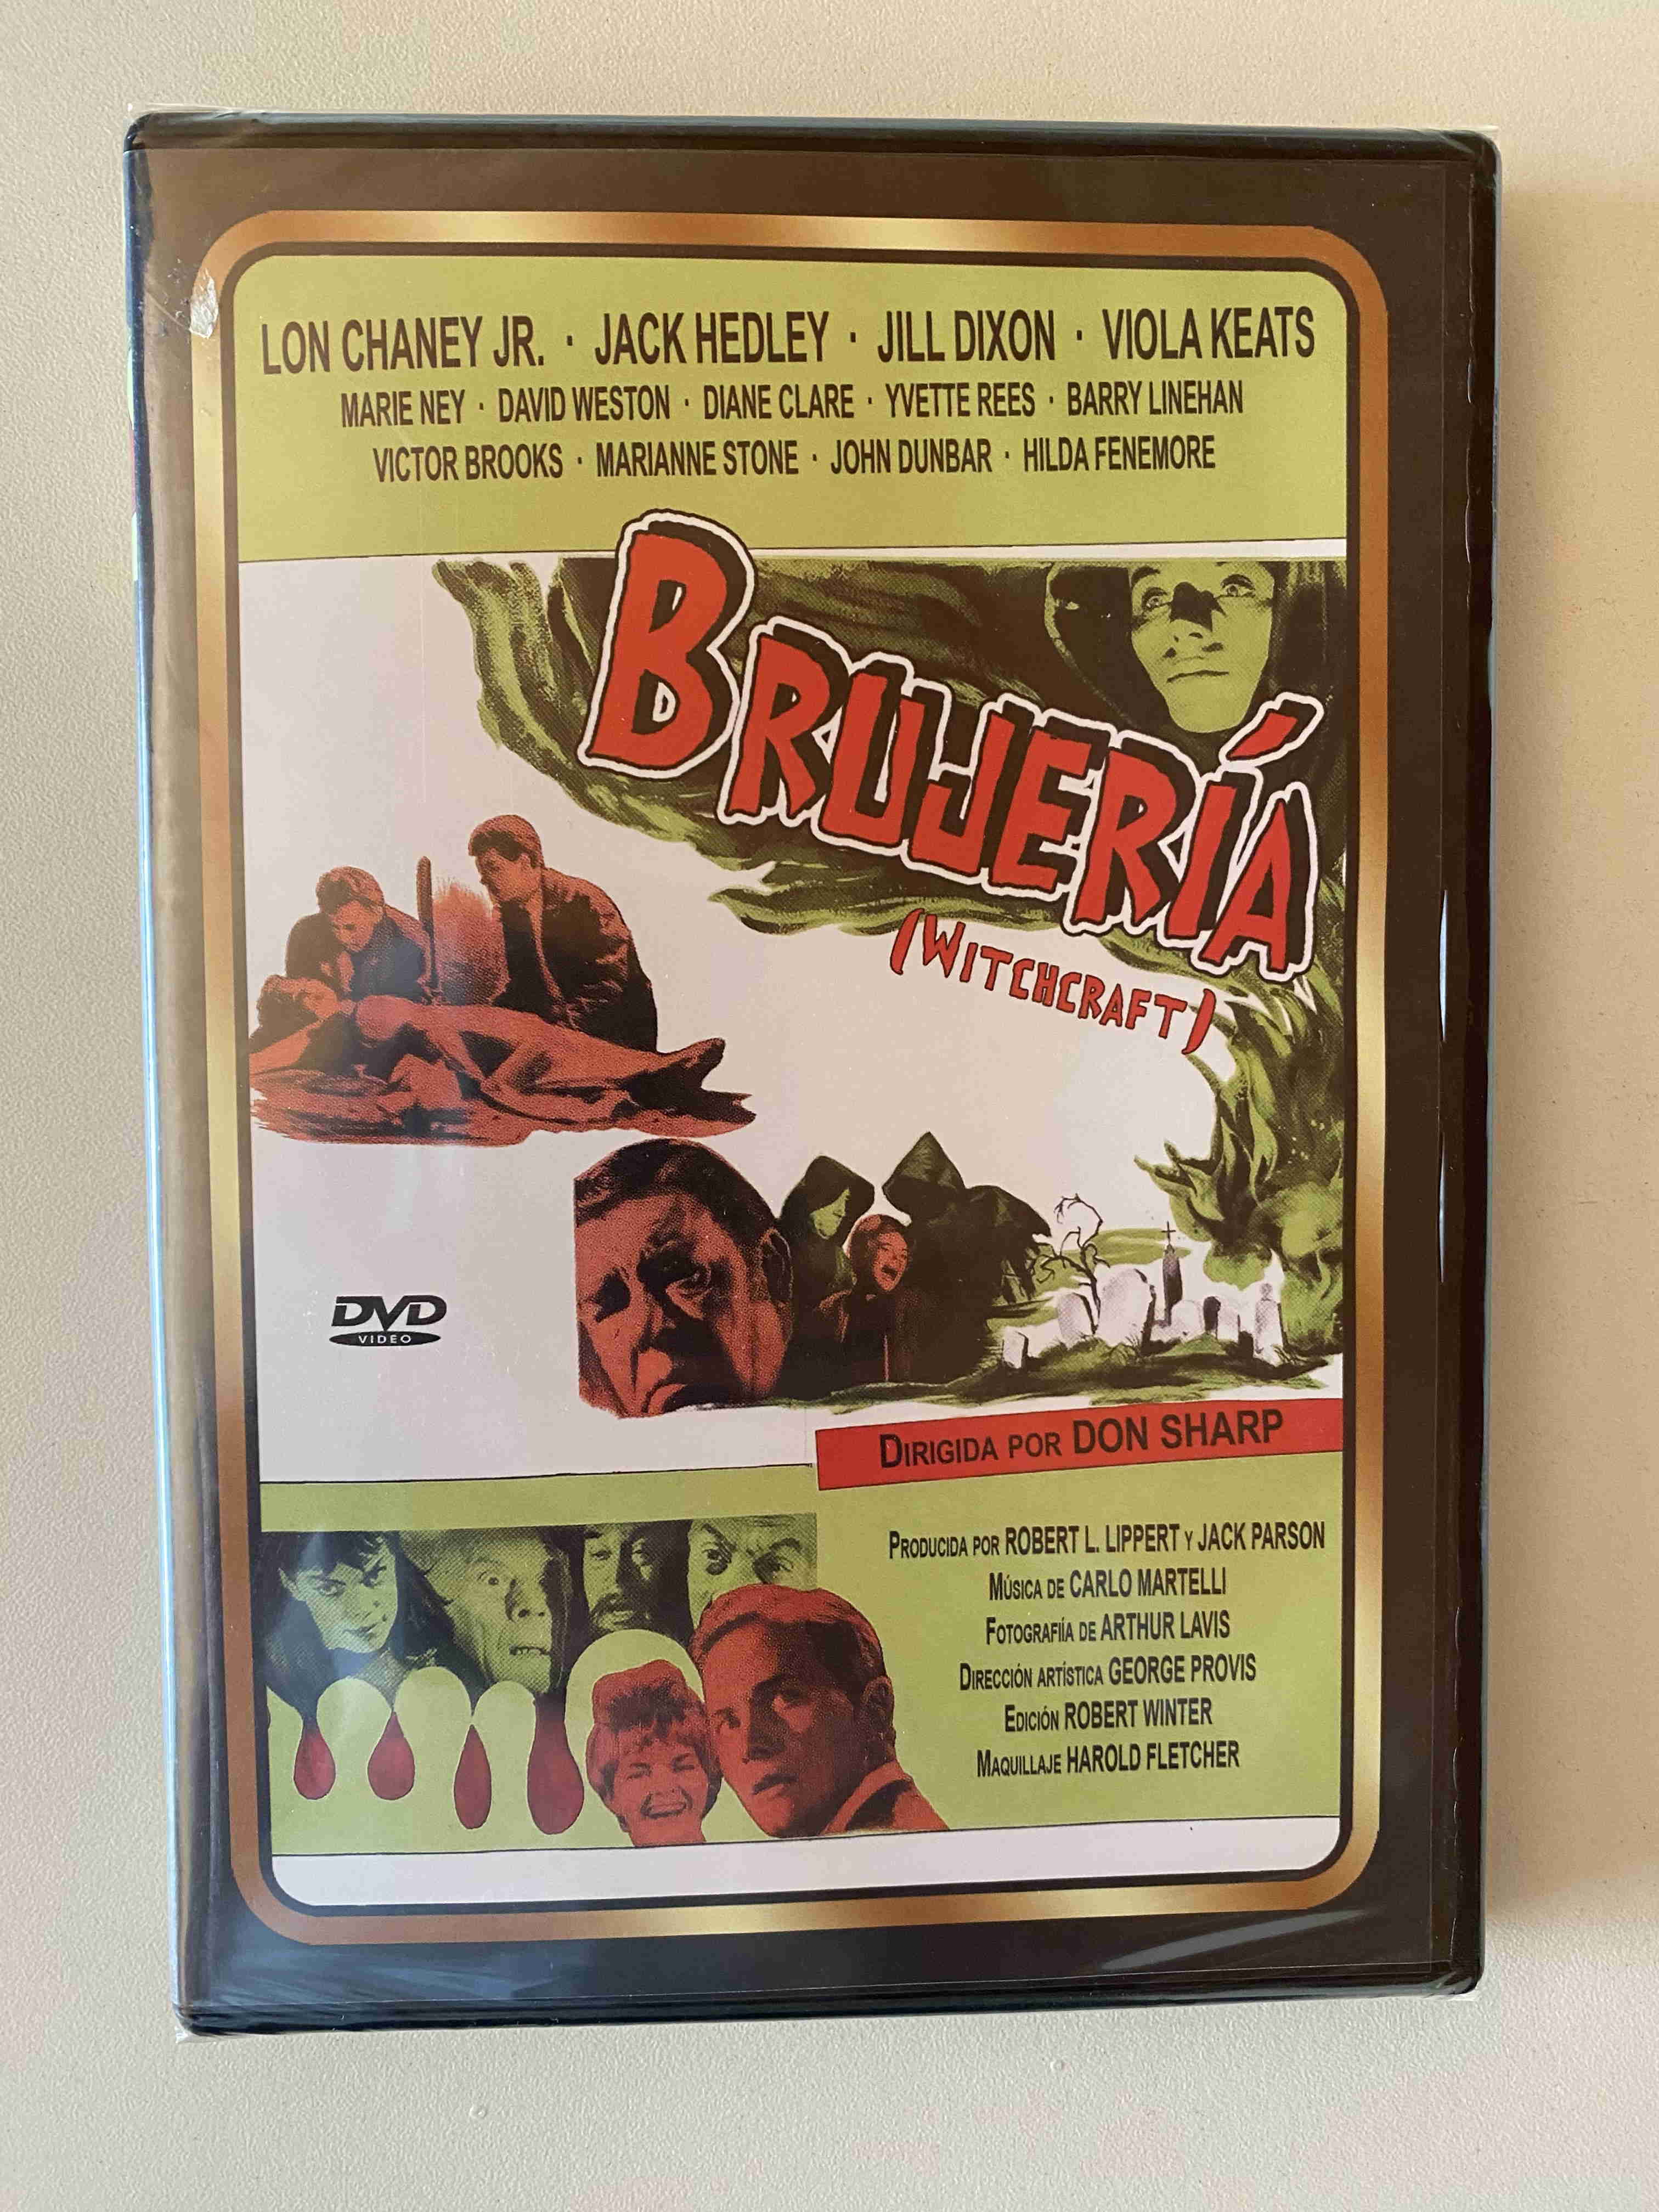 LON CHANEY JR. · JACK HEDLEY · JILL DIXON · VIOLA KEATS
MARIE NEY · DAVID WESTON · DIANE CLARE · YVETTE REES · BARRY LINEHAN
VICTOR BROOKS · MARIANNE STONE · JOHN DUNBAR · HILDA FENEMORE
BRUJERÍA
(WITCHCRAFT)
DVD
VIDEO
DIRIGIDA POR DON SHARP
PRODUCIDA POR ROBERT L. LIPPERT Y JACK PARSON
MÚSICA DE CARLO MARTELLI
FOTOGRAFIÍA DE ARTHUR LAVIS
DIRECCIÓN ARTÍSTICA GEORGE PROVIS
EDICIÓN ROBERT WINTER
MAQUILLAJE HAROLD FLETCHER